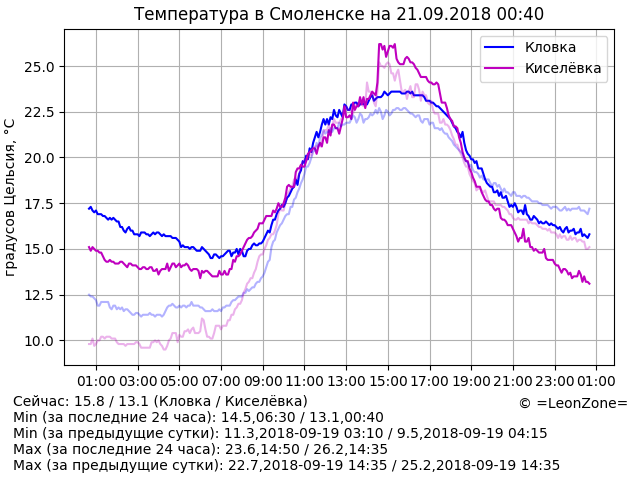 Температура в Смоленске на 21.09.2018 00:40
Кловка
Киселёвка
градусов Цельсия, °C
25.0
22.5
20.0
17.5
15.0
12.5
10.0
01:00 03:00 05:00 07:00 09:00 11:00 13:00 15:00 17:00 19:00 21:00 23:00 01:00
Сейчас: 15.8 / 13.1 (Кловка / Киселёвка)
© =LeonZone=
Min (за последние 24 часа): 14.5,06:30 / 13.1,00:40
Min (за предыдущие сутки): 11.3,2018-09-19 03:10 / 9.5,2018-09-19 04:15
Max (за последние 24 часа): 23.6,14:50 / 26.2,14:35
Max (за предыдущие сутки): 22.7,2018-09-19 14:35 / 25.2,2018-09-19 14:35